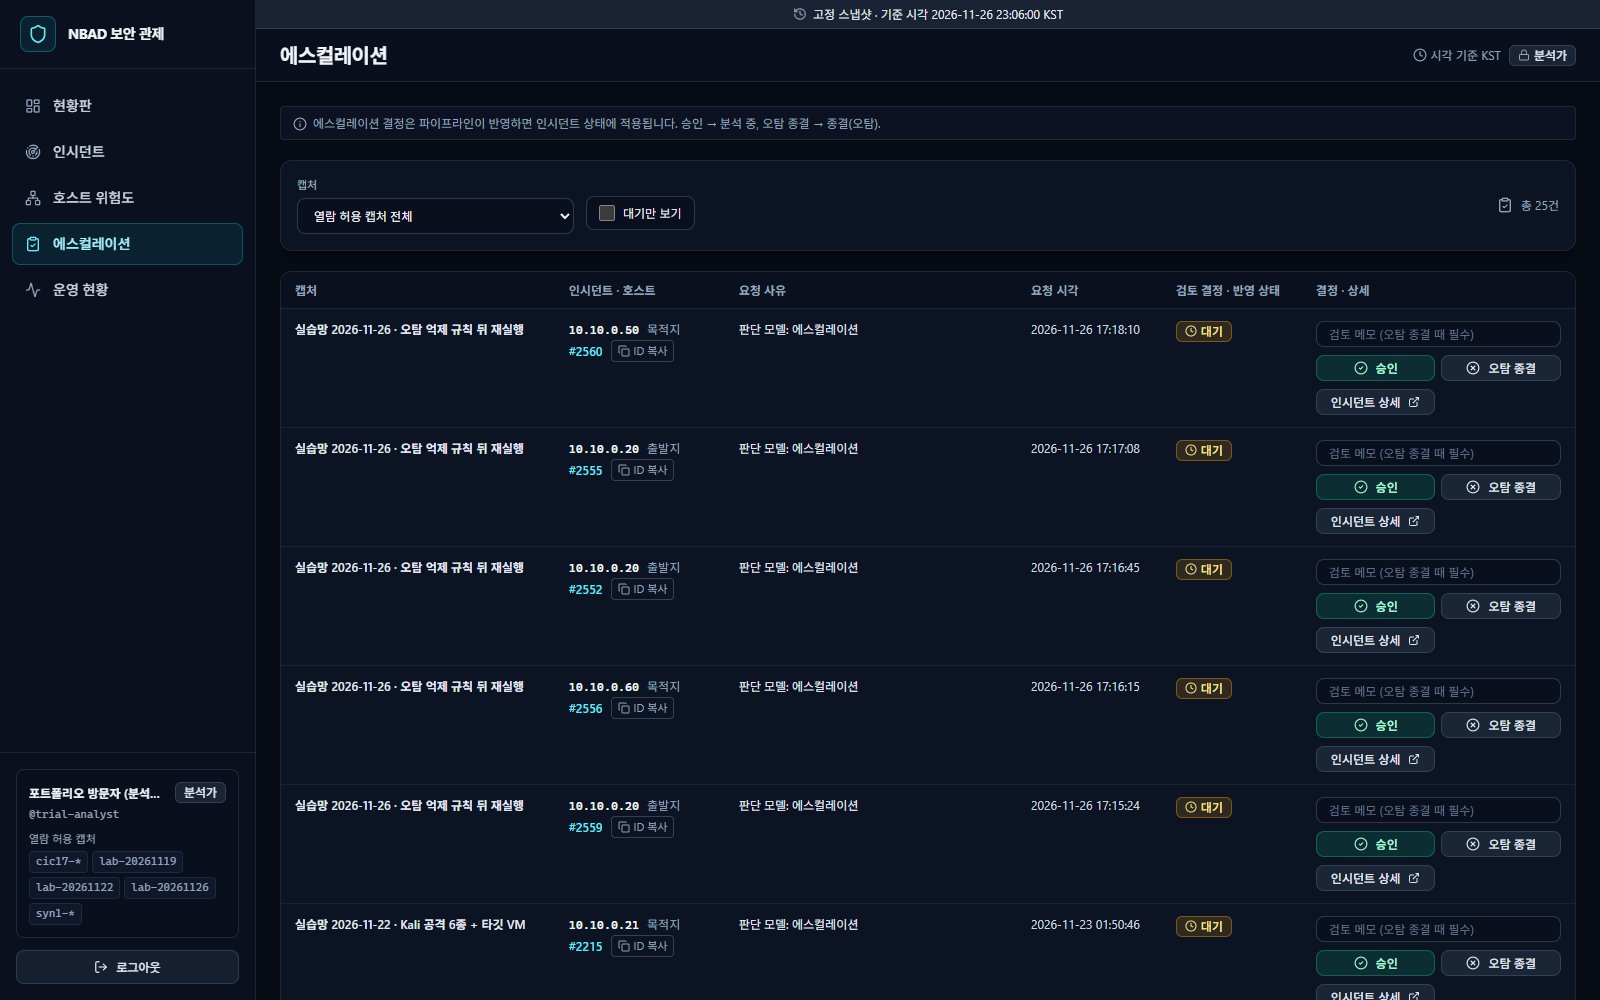 NBAD 보안 관제
고정 스냅샷 · 기준 시각 2026-11-26 23:06:00 KST
에스컬레이션
시각 기준 KST
분석가
현황판
인시던트
호스트 위험도
에스컬레이션
운영 현황
에스컬레이션 결정은 파이프라인이 반영하면 인시던트 상태에 적용됩니다. 승인 → 분석 중, 오탐 종결 → 종결(오탐).
캡처
열람 허용 캡처 전체
대기만 보기
총 25건
캡처 인시던트 · 호스트 요청 사유 요청 시각 검토 결정 · 반영 상태 결정 · 상세
실습망 2026-11-26 · 오탐 억제 규칙 뒤 재실행 10.10.0.50 목적지 판단 모델: 에스컬레이션 2026-11-26 17:18:10 대기 검토 메모 (오탐 종결 때 필수)
#2560 ID 복사
승인 오탐 종결
인시던트 상세
실습망 2026-11-26 · 오탐 억제 규칙 뒤 재실행 10.10.0.20 출발지 판단 모델: 에스컬레이션 2026-11-26 17:17:08 대기 검토 메모 (오탐 종결 때 필수)
#2555 ID 복사
승인 오탐 종결
인시던트 상세
실습망 2026-11-26 · 오탐 억제 규칙 뒤 재실행 10.10.0.20 출발지 판단 모델: 에스컬레이션 2026-11-26 17:16:45 대기 검토 메모 (오탐 종결 때 필수)
#2552 ID 복사
승인 오탐 종결
인시던트 상세
실습망 2026-11-26 · 오탐 억제 규칙 뒤 재실행 10.10.0.60 목적지 판단 모델: 에스컬레이션 2026-11-26 17:16:15 대기 검토 메모 (오탐 종결 때 필수)
#2556 ID 복사
승인 오탐 종결
인시던트 상세
실습망 2026-11-26 · 오탐 억제 규칙 뒤 재실행 10.10.0.20 출발지 판단 모델: 에스컬레이션 2026-11-26 17:15:24 대기 검토 메모 (오탐 종결 때 필수)
#2559 ID 복사
승인 오탐 종결
인시던트 상세
실습망 2026-11-22 · Kali 공격 6종 + 타깃 VM 10.10.0.21 목적지 판단 모델: 에스컬레이션 2026-11-23 01:50:46 대기 검토 메모 (오탐 종결 때 필수)
#2215 ID 복사
승인 오탐 종결
인시던트 상세
포트폴리오 방문자 (분석... 분석가
@trial-analyst
열람 허용 캡처
cic17-* lab-20261119
lab-20261122 lab-20261126
syn1-*
로그아웃